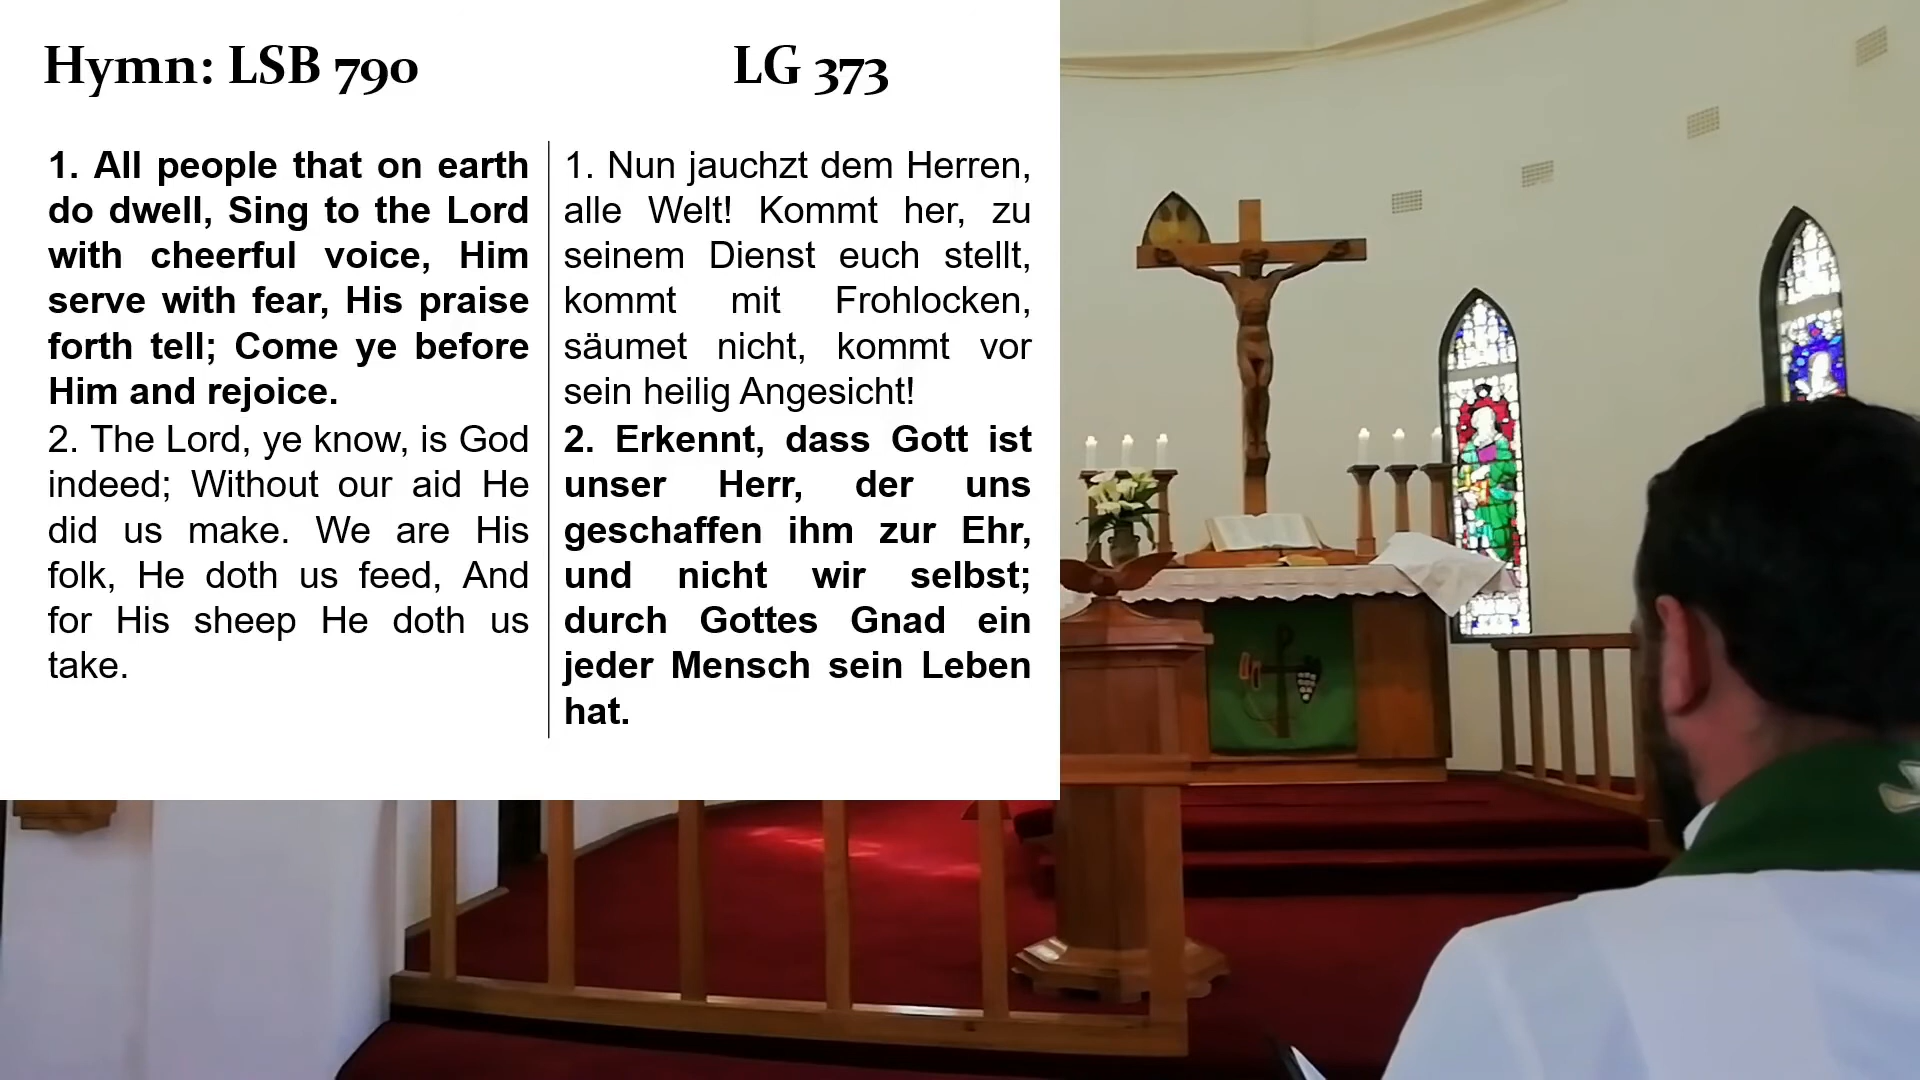 Hymn: LSB 790
LG 373
1. All people that on earth
do dwell, Sing to the Lord
with cheerful voice, Him
serve with fear, His praise
forth tell; Come ye before
Him and rejoice.
2. The Lord, ye know, is God
indeed; Without our aid He
did us make. We are His
folk, He doth us feed, And
for His sheep He doth us
take.
1. Nun jauchzt dem Herren,
alle Welt! Kommt her, zu
seinem Dienst euch stellt,
kommt mit Frohlocken,
säumet nicht, kommt vor
sein heilig Angesicht!
2. Erkennt, dass Gott ist
unser Herr, der uns
geschaffen ihm zur Ehr,
und nicht wir selbst;
durch Gottes Gnad ein
jeder Mensch sein Leben
hat.